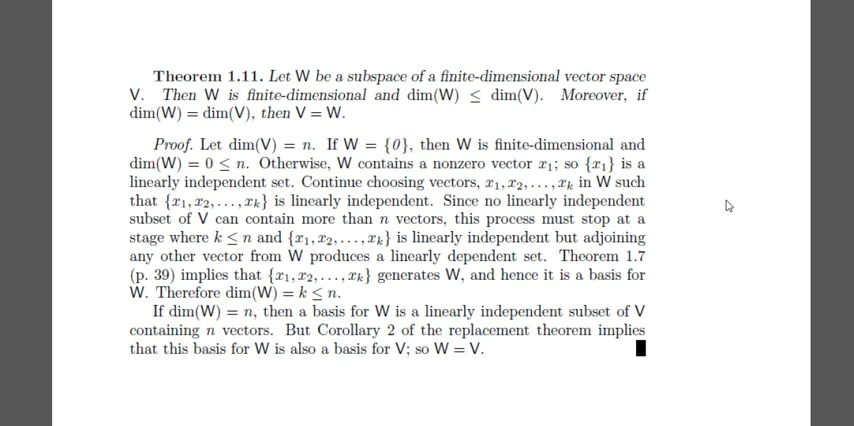 Theorem 1.11. Let W be a subspace of a finite-dimensional vector space
V. Then W is finite-dimensional and dim(W) ≤ dim(V). Moreover, if
dim(W) = dim(V), then V = W.
Proof. Let dim(V) = n. If W = {0}, then W is finite-dimensional and
dim(W) = 0 ≤ n. Otherwise, W contains a nonzero vector x₁; so {x₁} is a
linearly independent set. Continue choosing vectors, x₁, x₂, . . . , xₖ in W such
that {x₁, x₂, . . . , xₖ} is linearly independent. Since no linearly independent
subset of V can contain more than n vectors, this process must stop at a
stage where k ≤ n and {x₁, x₂, . . . , xₖ} is linearly independent but adjoining
any other vector from W produces a linearly dependent set. Theorem 1.7
(p. 39) implies that {x₁, x₂, . . . , xₖ} generates W, and hence it is a basis for
W. Therefore dim(W) = k ≤ n.
If dim(W) = n, then a basis for W is a linearly independent subset of V
containing n vectors. But Corollary 2 of the replacement theorem implies
that this basis for W is also a basis for V; so W = V.